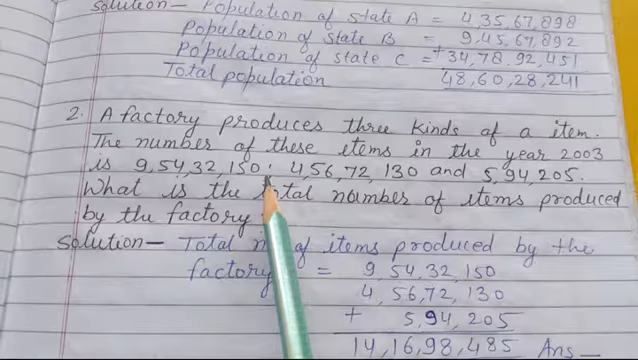 Solution - Population of state A = 4,35,67,898
Population of state B = 9,45,67,892
Population of state C = +34,78,92,451
Total population 48,60,28,241
2. A factory produces three kinds of a item.
The number of these items in the year 2003
is 9,54,32,150, 4,56,72,130 and 5,94,205.
What is the total number of items produced
by the factory
Solution - Total of items produced by the
factory = 9,54,32,150
4,56,72,130
+ 5,94,205
14,16,98,485 Ans